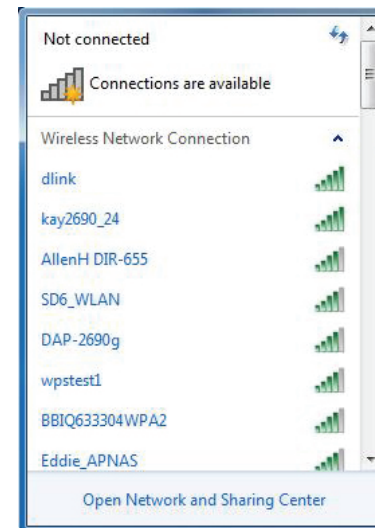 Not connected
Connections are available
Wireless Network Connection
dlink
kay2690_24
AllenH DIR-655
SD6_WLAN
DAP-2690g
wpstest1
BBIQ633304WPA2
Eddie_APNAS
Open Network and Sharing Center